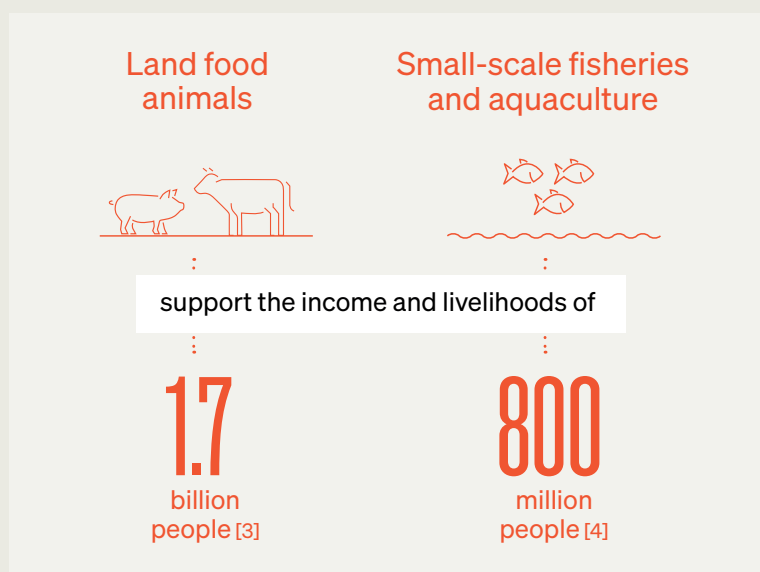 Land food
animals
Small-scale fisheries
and aquaculture
support the income and livelihoods of
1.7
billion
people [3]
800
million
people [4]